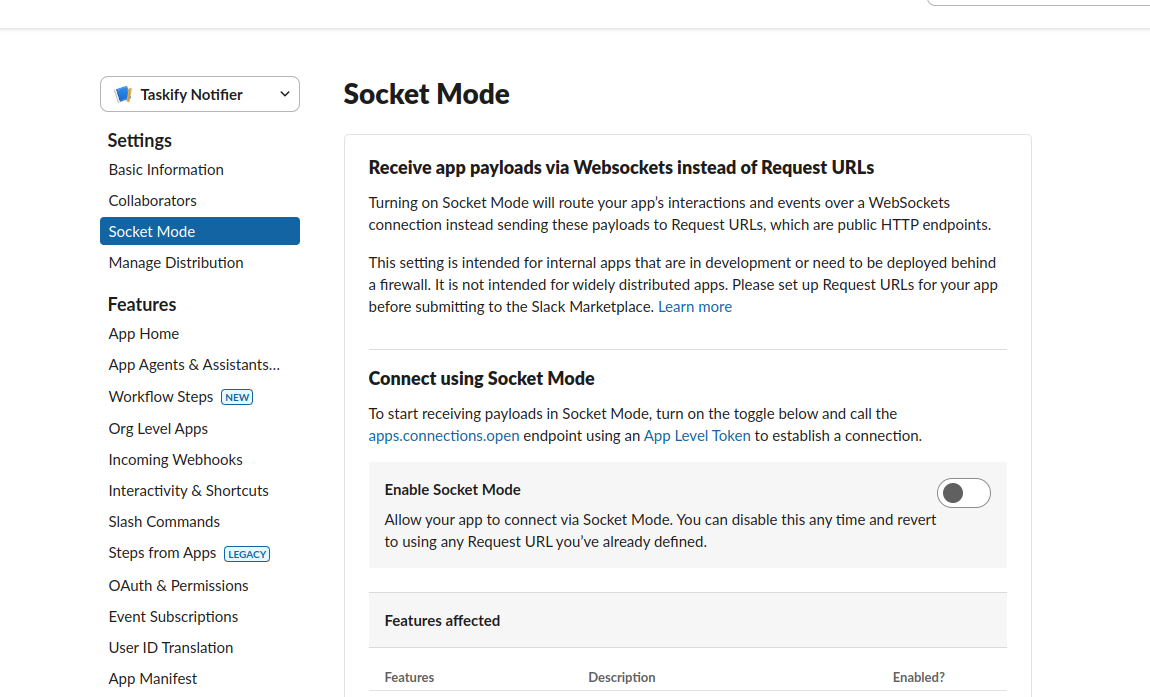 Taskify Notifier
Settings
Basic Information
Collaborators
Socket Mode
Manage Distribution
Features
App Home
App Agents & Assistants...
Workflow Steps NEW
Org Level Apps
Incoming Webhooks
Interactivity & Shortcuts
Slash Commands
Steps from Apps LEGACY
OAuth & Permissions
Event Subscriptions
User ID Translation
App Manifest
Socket Mode
Receive app payloads via Websockets instead of Request URLs
Turning on Socket Mode will route your app’s interactions and events over a WebSockets
connection instead sending these payloads to Request URLs, which are public HTTP endpoints.
This setting is intended for internal apps that are in development or need to be deployed behind
a firewall. It is not intended for widely distributed apps. Please set up Request URLs for your app
before submitting to the Slack Marketplace. Learn more
Connect using Socket Mode
To start receiving payloads in Socket Mode, turn on the toggle below and call the
apps.connections.open endpoint using an App Level Token to establish a connection.
Enable Socket Mode
Allow your app to connect via Socket Mode. You can disable this any time and revert
to using any Request URL you’ve already defined.
Features affected
Features Description Enabled?